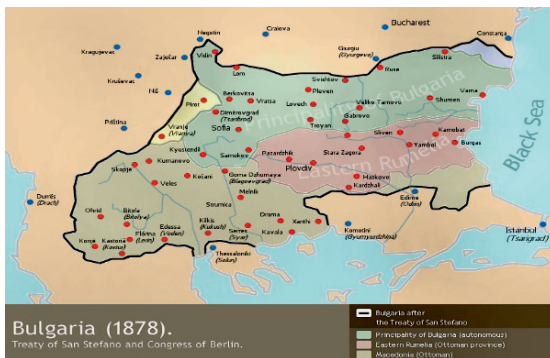 Bucharest
Craiova
Negotin
Constanţa
Kragujevac
Zaječar
Vidin
Giurgiu
(Gyurgevo)
Silistra
Lom
Ruse
Kruševac
Svishtov
Niš
Berkovitsa
Pleven
Principality of Bulgaria
Varna
Pirot
Vratsa
Lovech
Veliko Tarnovo
Shumen
Dimitrovgrad
(Tsaribrod)
Gabrovo
Priština
Vranje
(Vranya)
Sofia
Troyan
Sliven
Karnobat
Kyustendil
Yambol
Burgas
Black Sea
Kumanovo
Samokov
Pazardzhik
Stara Zagora
Eastern Rumelia
Skopje
Plovdiv
Kočani
Gorna Dzhumaya
(Blagoevgrad)
Haskovo
Veles
Kardzhali
Melnik
Edirne
(Odrin)
Durrës
(Drach)
Ohrid
Bitola
(Bitolya)
Strumica
Drama
Xanthi
Kilkis
(Kukush)
Komotini
(Gyumyurdzhina)
Istanbul
(Tsarigrad)
Korçë
Kastoria
(Kostur)
Flórina
(Lerin)
Edessa
(Voden)
Serres
(Syar)
Kavala
Thessaloniki
(Solun)
Bulgaria (1878).
Treaty of San Stefano and Congress of Berlin.
Bulgaria after
the Treaty of San Stefano
Principality of Bulgaria (autonomous)
Eastern Rumelia (Ottoman province)
Macedonia (Ottoman)